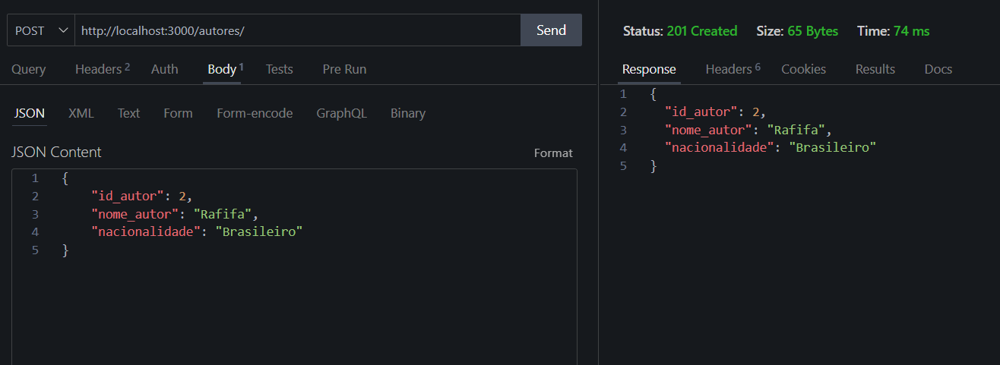 POST http://localhost:3000/autores/ Send
Query Headers 2 Auth Body 1 Tests Pre Run
JSON XML Text Form Form-encode GraphQL Binary
JSON Content Format
1 {
2 "id_autor": 2,
3 "nome_autor": "Rafifa",
4 "nacionalidade": "Brasileiro"
5 }
Status: 201 Created Size: 65 Bytes Time: 74 ms
Response Headers 6 Cookies Results Docs
1 {
2 "id_autor": 2,
3 "nome_autor": "Rafifa",
4 "nacionalidade": "Brasileiro"
5 }